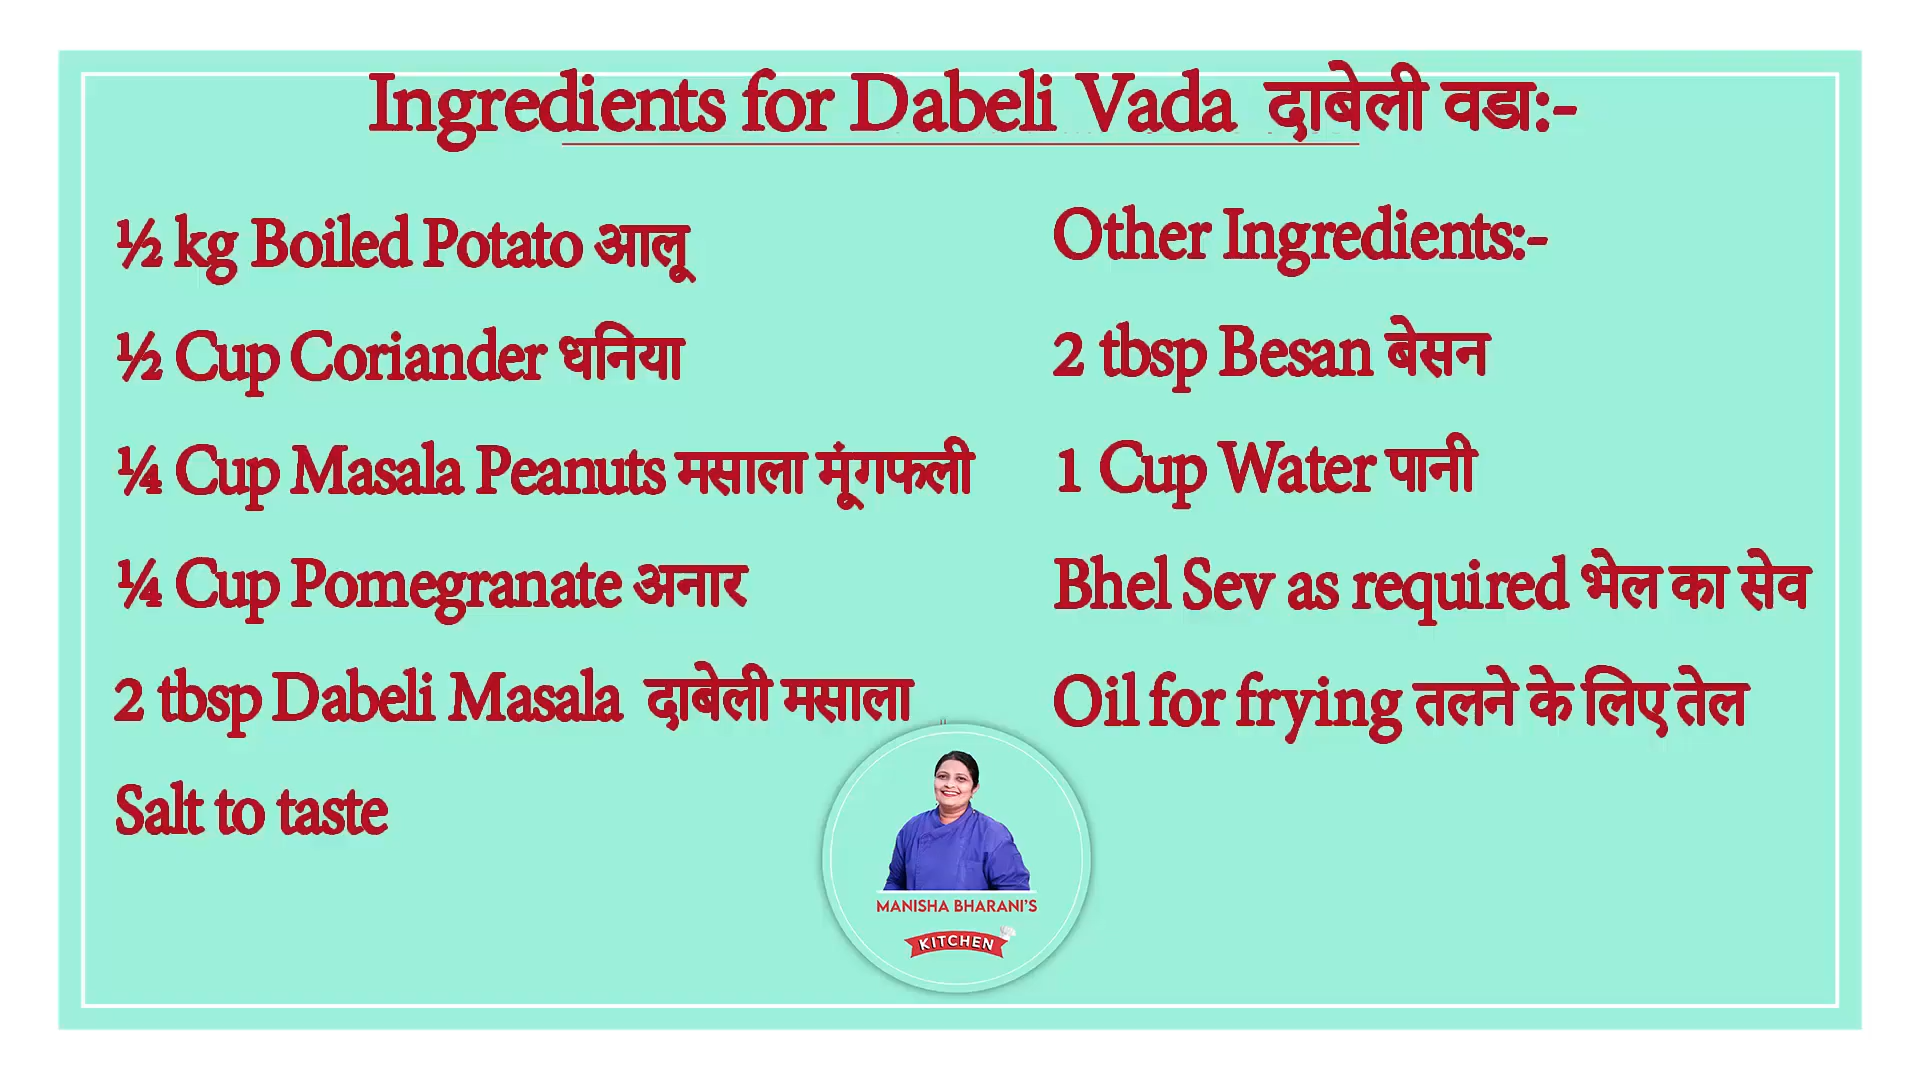 Ingredients for Dabeli Vada दाबेली वडा:-
½ kg Boiled Potato आलू
½ Cup Coriander धनिया
¼ Cup Masala Peanuts मसाला मूंगफली
¼ Cup Pomegranate अनार
2 tbsp Dabeli Masala दाबेली मसाला
Salt to taste
Other Ingredients:-
2 tbsp Besan बेसन
1 Cup Water पानी
Bhel Sev as required भेल का सेव
Oil for frying तलने के लिए तेल
MANISHA BHARANI'S
KITCHEN